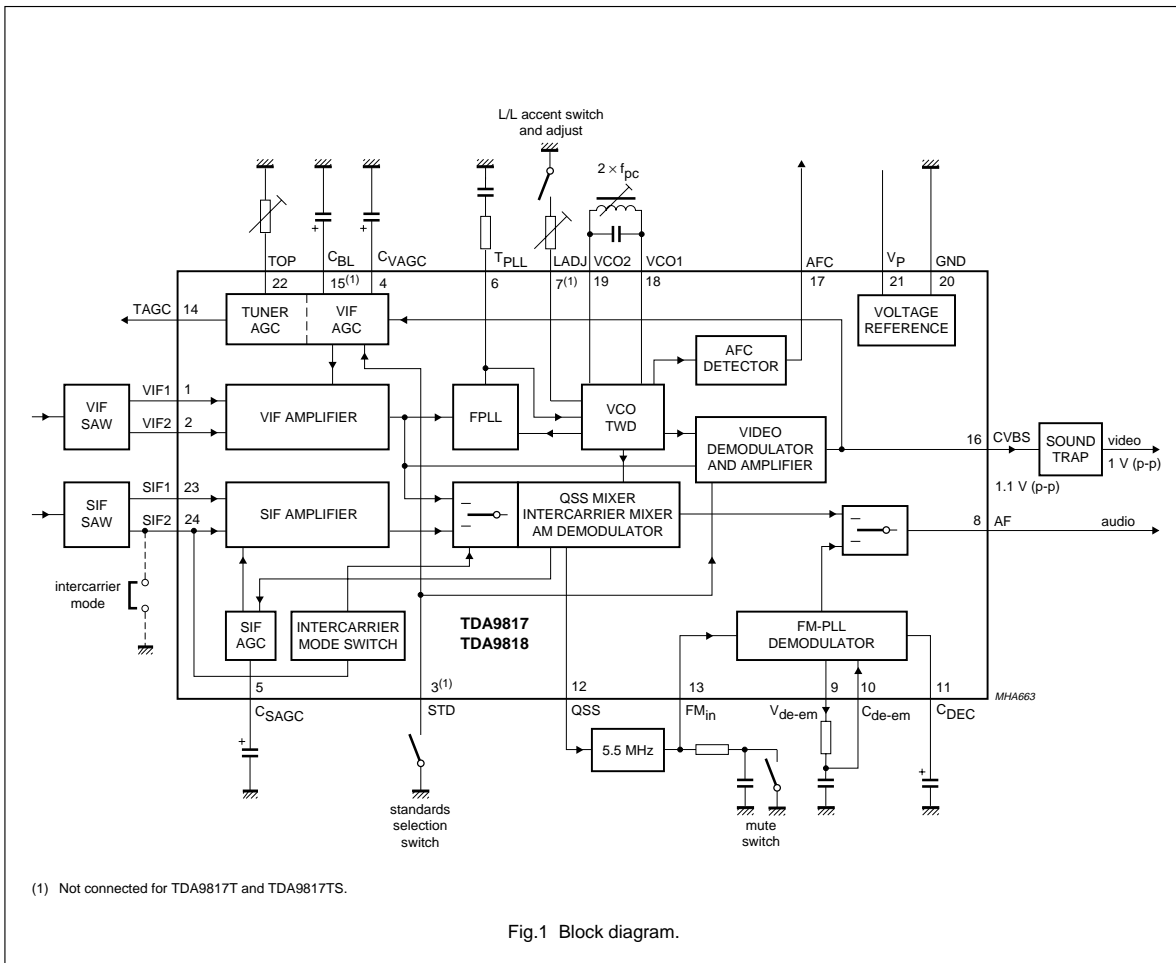 L/L accent switch
and adjust
2 × fpc
TOP
CBL
CVAGC
TPLL
LADJ
VCO2
VCO1
AFC
VP
GND
22
15(1)
4
6
7(1)
19
18
17
21
20
TAGC
14
TUNER
AGC
VIF
AGC
VOLTAGE
REFERENCE
AFC
DETECTOR
VIF
SAW
VIF1
1
VIF2
2
VIF AMPLIFIER
FPLL
VCO
TWD
VIDEO
DEMODULATOR
AND AMPLIFIER
16
CVBS
SOUND
TRAP
video
1 V (p-p)
1.1 V (p-p)
SIF
SAW
SIF1
23
SIF2
24
SIF AMPLIFIER
QSS MIXER
INTERCARRIER MIXER
AM DEMODULATOR
8
AF
audio
intercarrier
mode
SIF
AGC
INTERCARRIER
MODE SWITCH
TDA9817
TDA9818
FM-PLL
DEMODULATOR
5
3(1)
12
13
9
10
11
MHA663
CSAGC
STD
QSS
FMin
Vde-em
Cde-em
CDEC
5.5 MHz
standards
selection
switch
mute
switch
(1) Not connected for TDA9817T and TDA9817TS.
Fig.1 Block diagram.